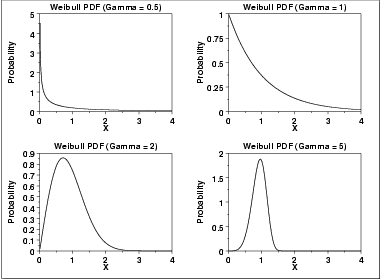 Weibull PDF (Gamma = 0.5)
Probability
5
4
3
2
1
0
0 1 2 3 4
X
Weibull PDF (Gamma = 1)
Probability
1
0.75
0.5
0.25
0
0 1 2 3 4
X
Weibull PDF (Gamma = 2)
Probability
0.9
0.8
0.7
0.6
0.5
0.4
0.3
0.2
0.1
0
0 1 2 3 4
X
Weibull PDF (Gamma = 5)
Probability
2
1.5
1
0.5
0
0 1 2 3 4
X